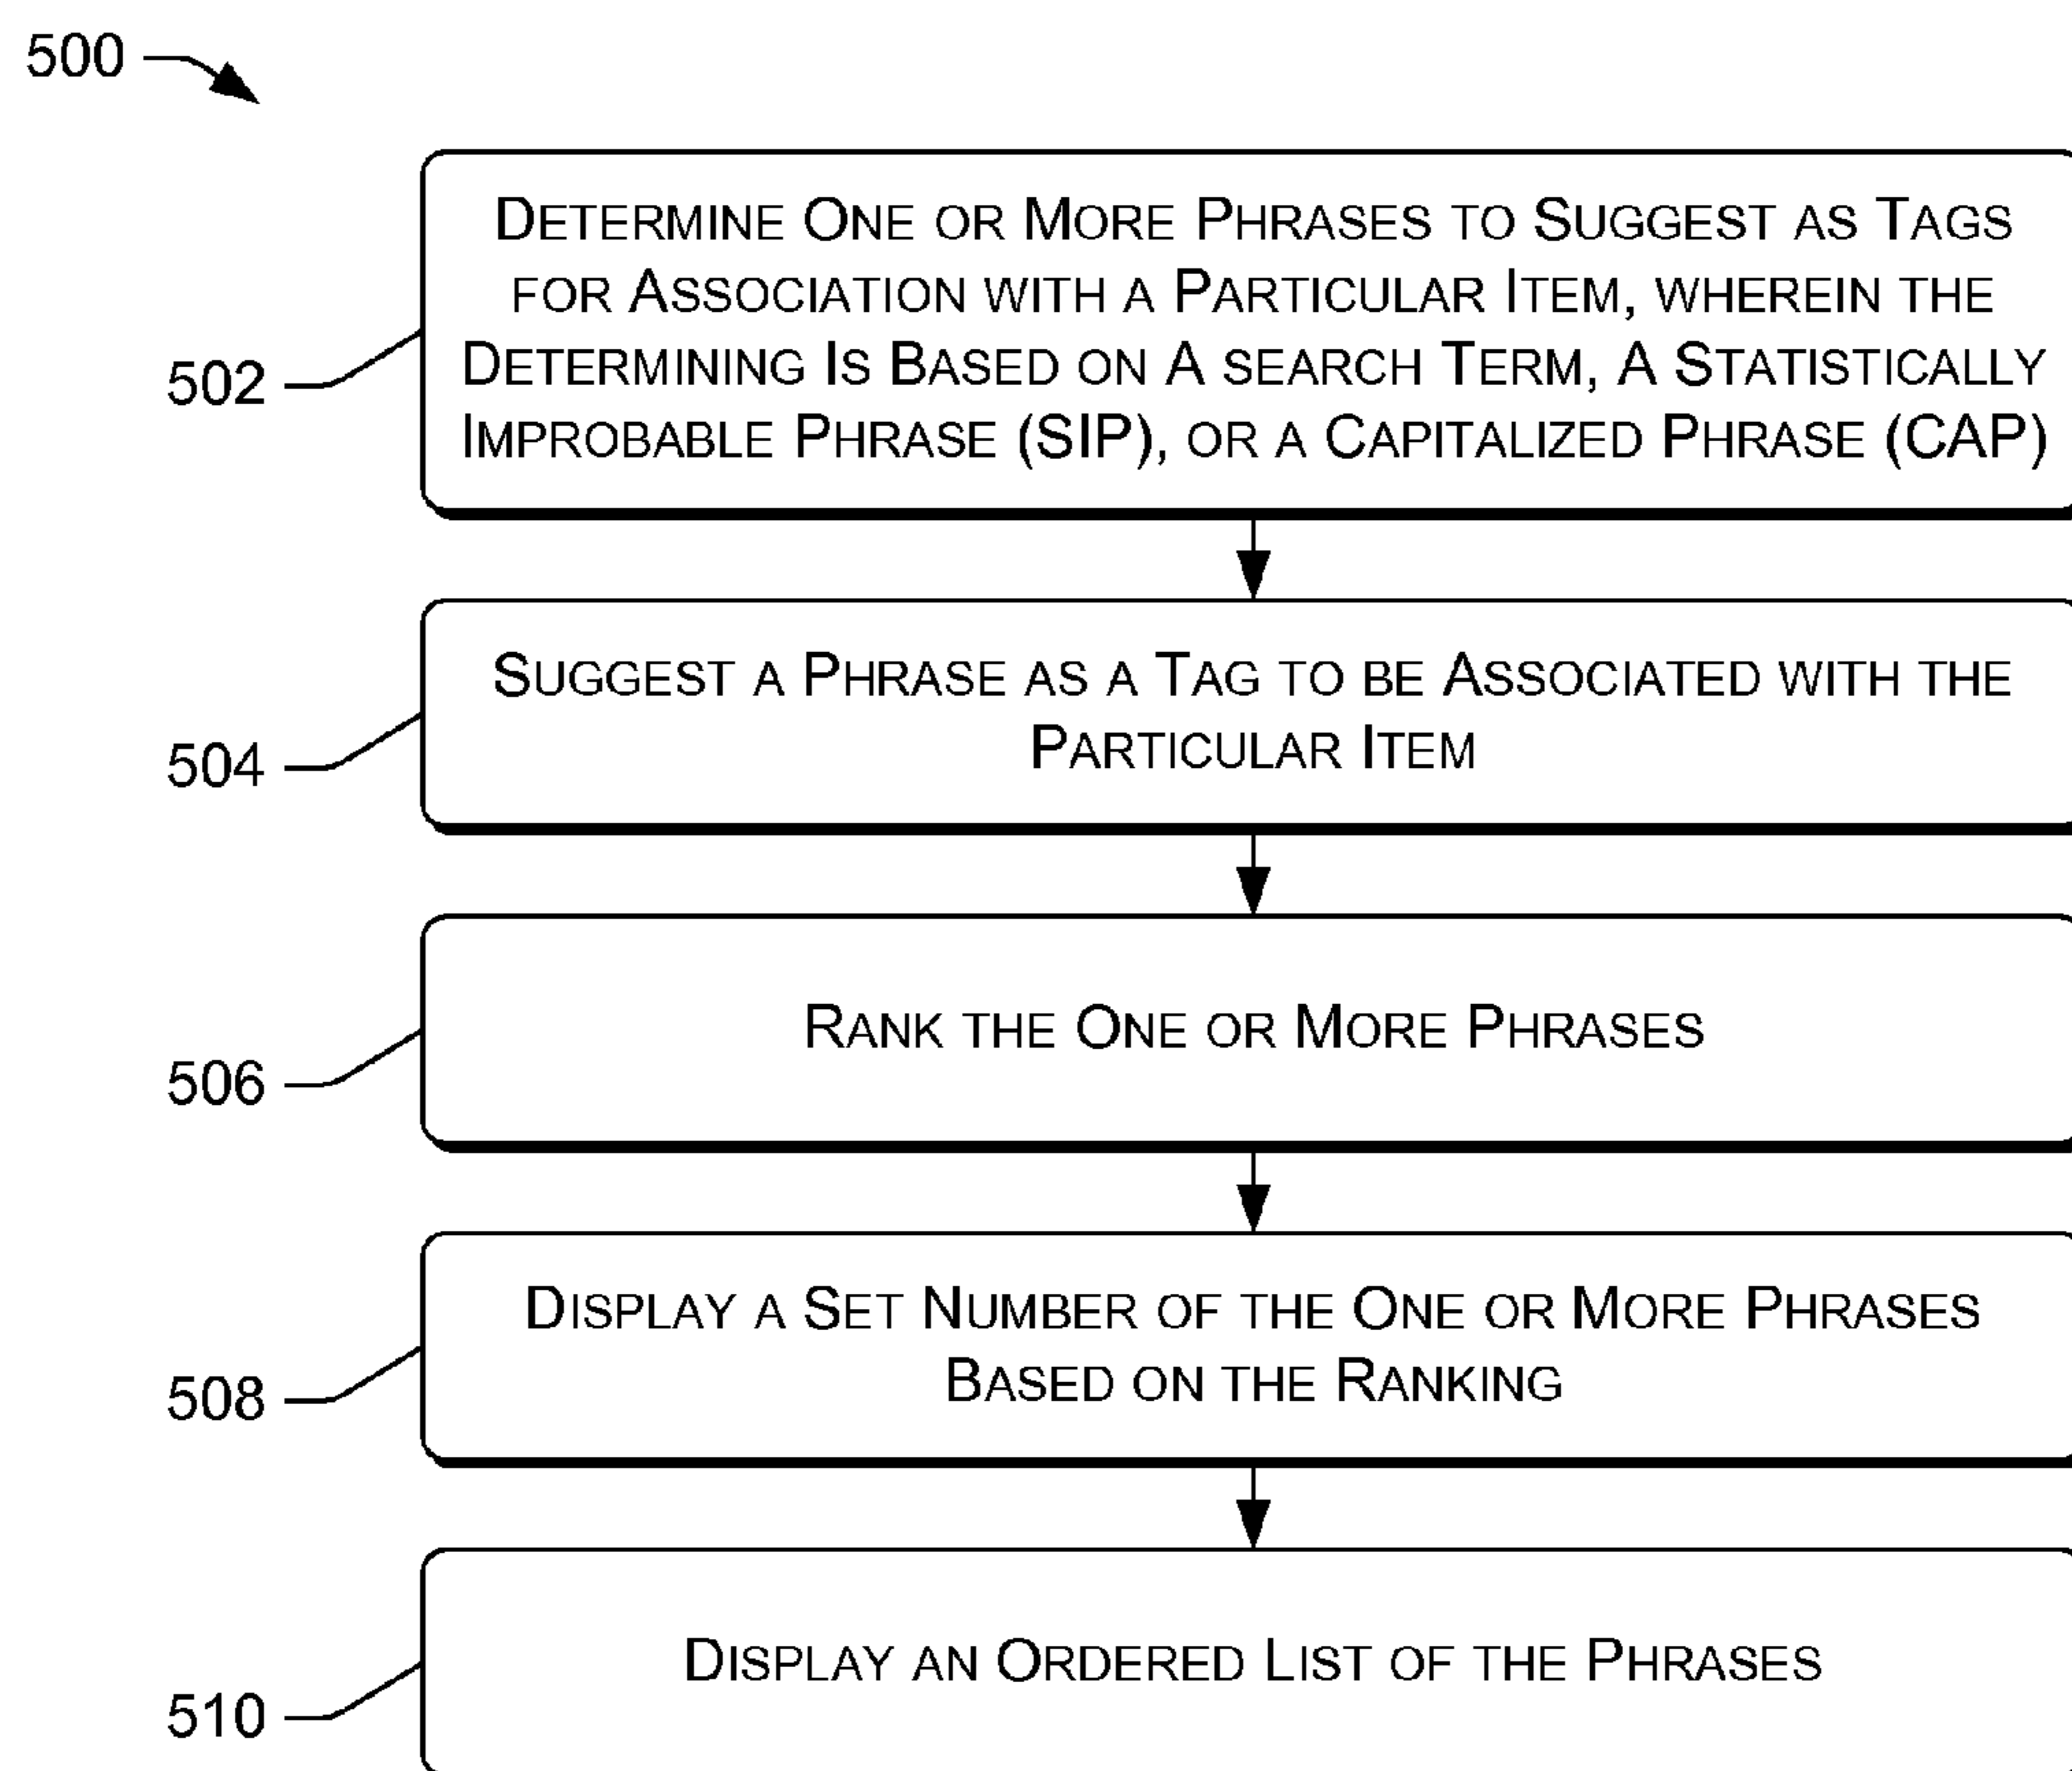 500
DETERMINE ONE OR MORE PHRASES TO SUGGEST AS TAGS
FOR ASSOCIATION WITH A PARTICULAR ITEM, WHEREIN THE
DETERMINING IS BASED ON A SEARCH TERM, A STATISTICALLY
IMPROBABLE PHRASE (SIP), OR A CAPITALIZED PHRASE (CAP)
502
SUGGEST A PHRASE AS A TAG TO BE ASSOCIATED WITH THE
PARTICULAR ITEM
504
RANK THE ONE OR MORE PHRASES
506
DISPLAY A SET NUMBER OF THE ONE OR MORE PHRASES
BASED ON THE RANKING
508
DISPLAY AN ORDERED LIST OF THE PHRASES
510